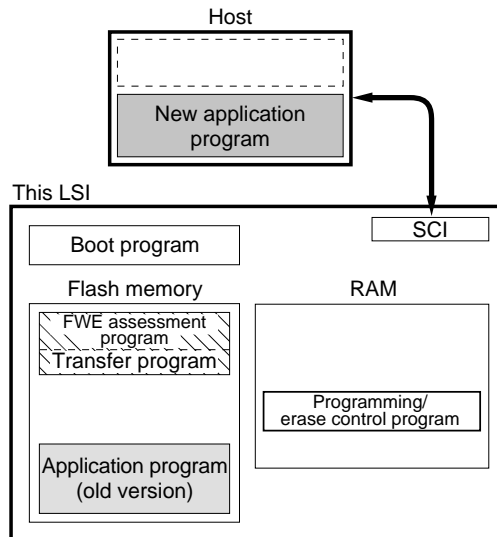 Host
New application
program
This LSI
SCI
Boot program
Flash memory
RAM
FWE assessment
program
Transfer program
Programming/
erase control program
Application program
(old version)